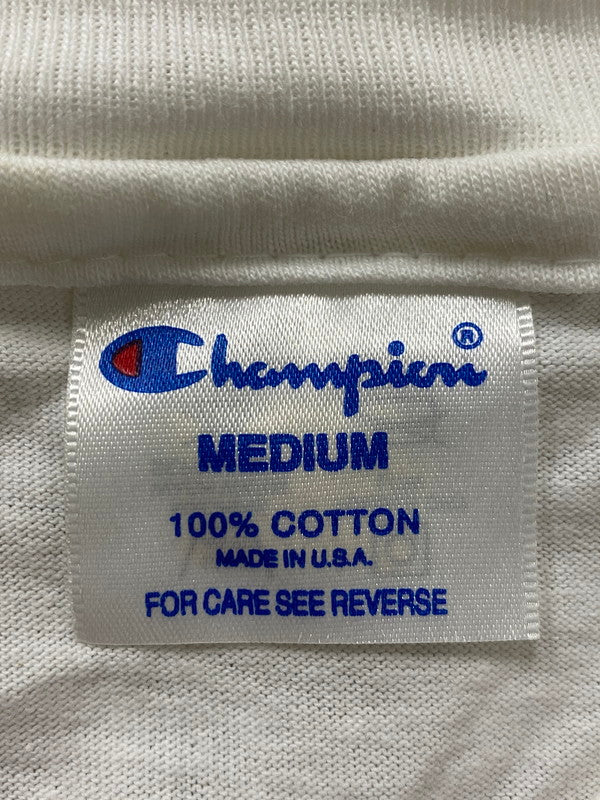 Champion®
MEDIUM
100% COTTON
MADE IN U.S.A.
FOR CARE SEE REVERSE